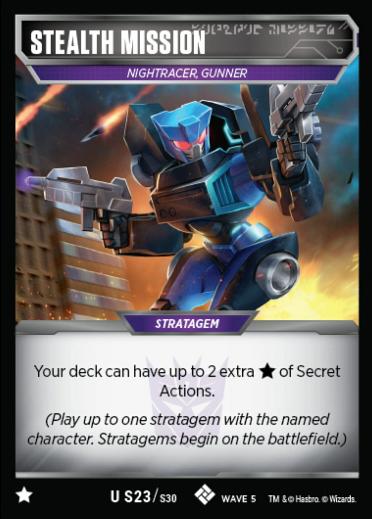 STEALTH MISSION
NIGHTRACER, GUNNER
STRATAGEM
Your deck can have up to 2 extra ★ of Secret
Actions.
(Play up to one stratagem with the named
character. Stratagems begin on the battlefield.)
★ U S23/S30 WAVE 5 TM & © Hasbro. © Wizards.